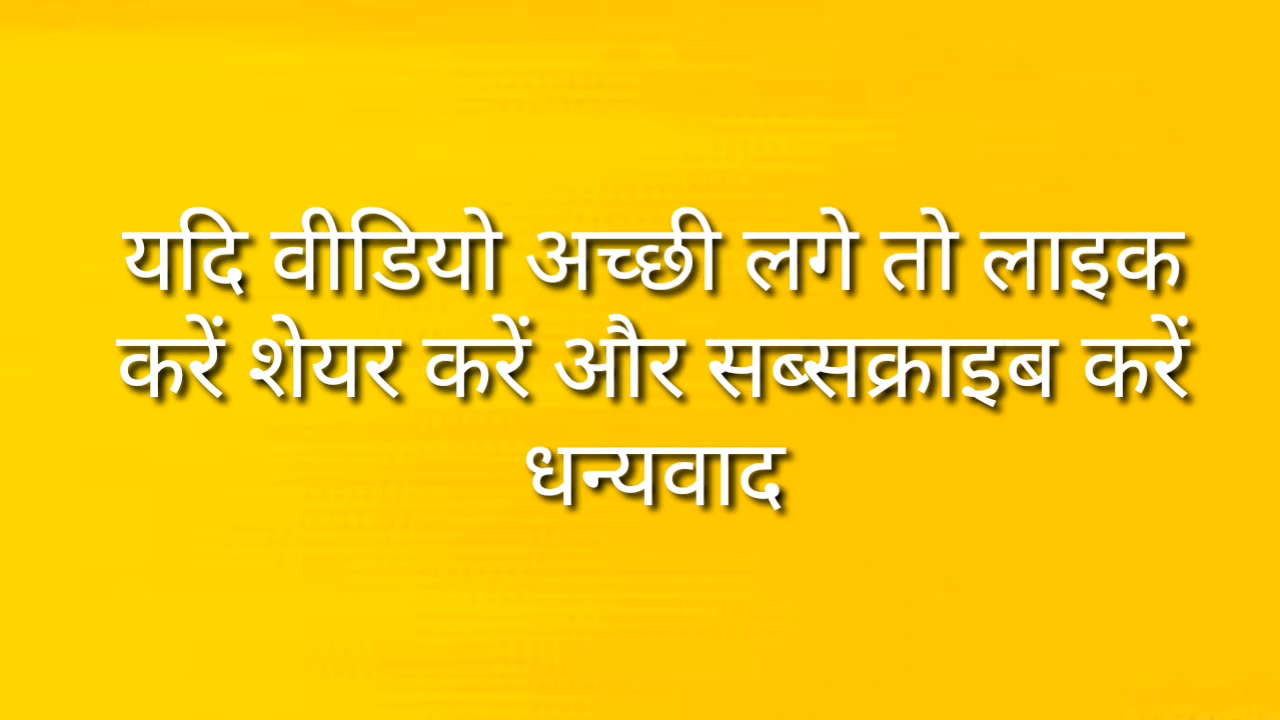 यदि वीडियो अच्छी लगे तो लाइक
करें शेयर करें और सब्सक्राइब करें
धन्यवाद